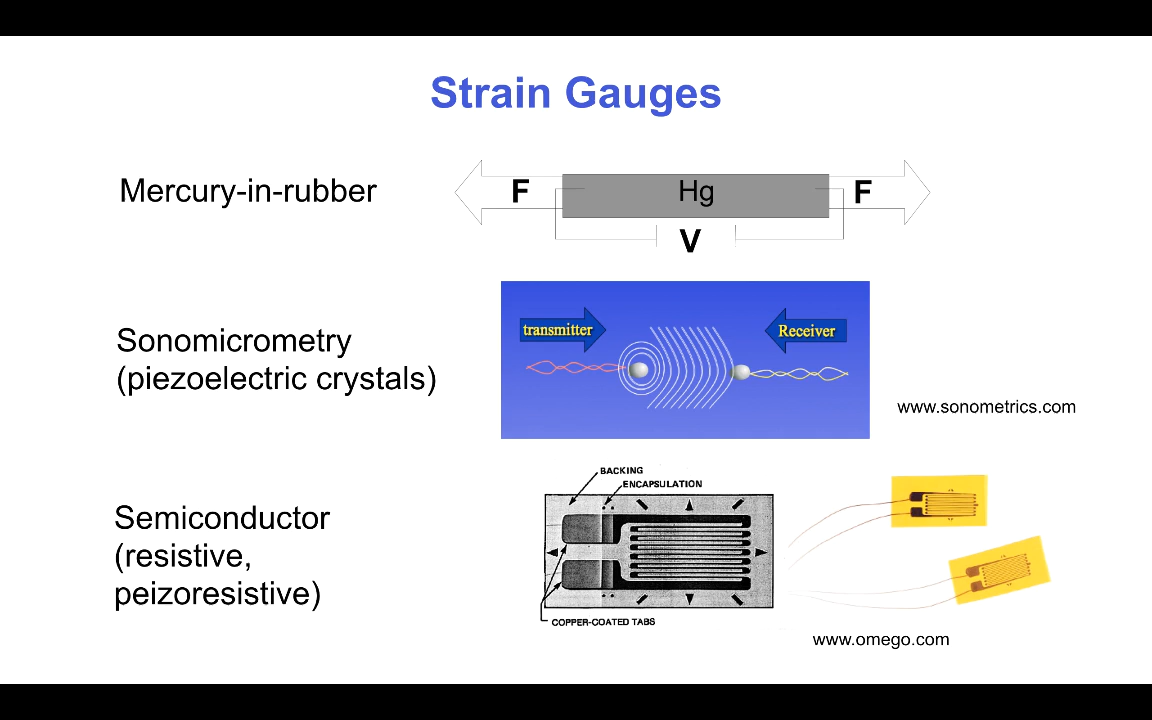 Strain Gauges
Mercury-in-rubber
F
Hg
F
V
Sonomicrometry
(piezoelectric crystals)
transmitter
Receiver
www.sonometrics.com
Semiconductor
(resistive,
peizoresistive)
BACKING
ENCAPSULATION
COPPER-COATED TABS
www.omego.com